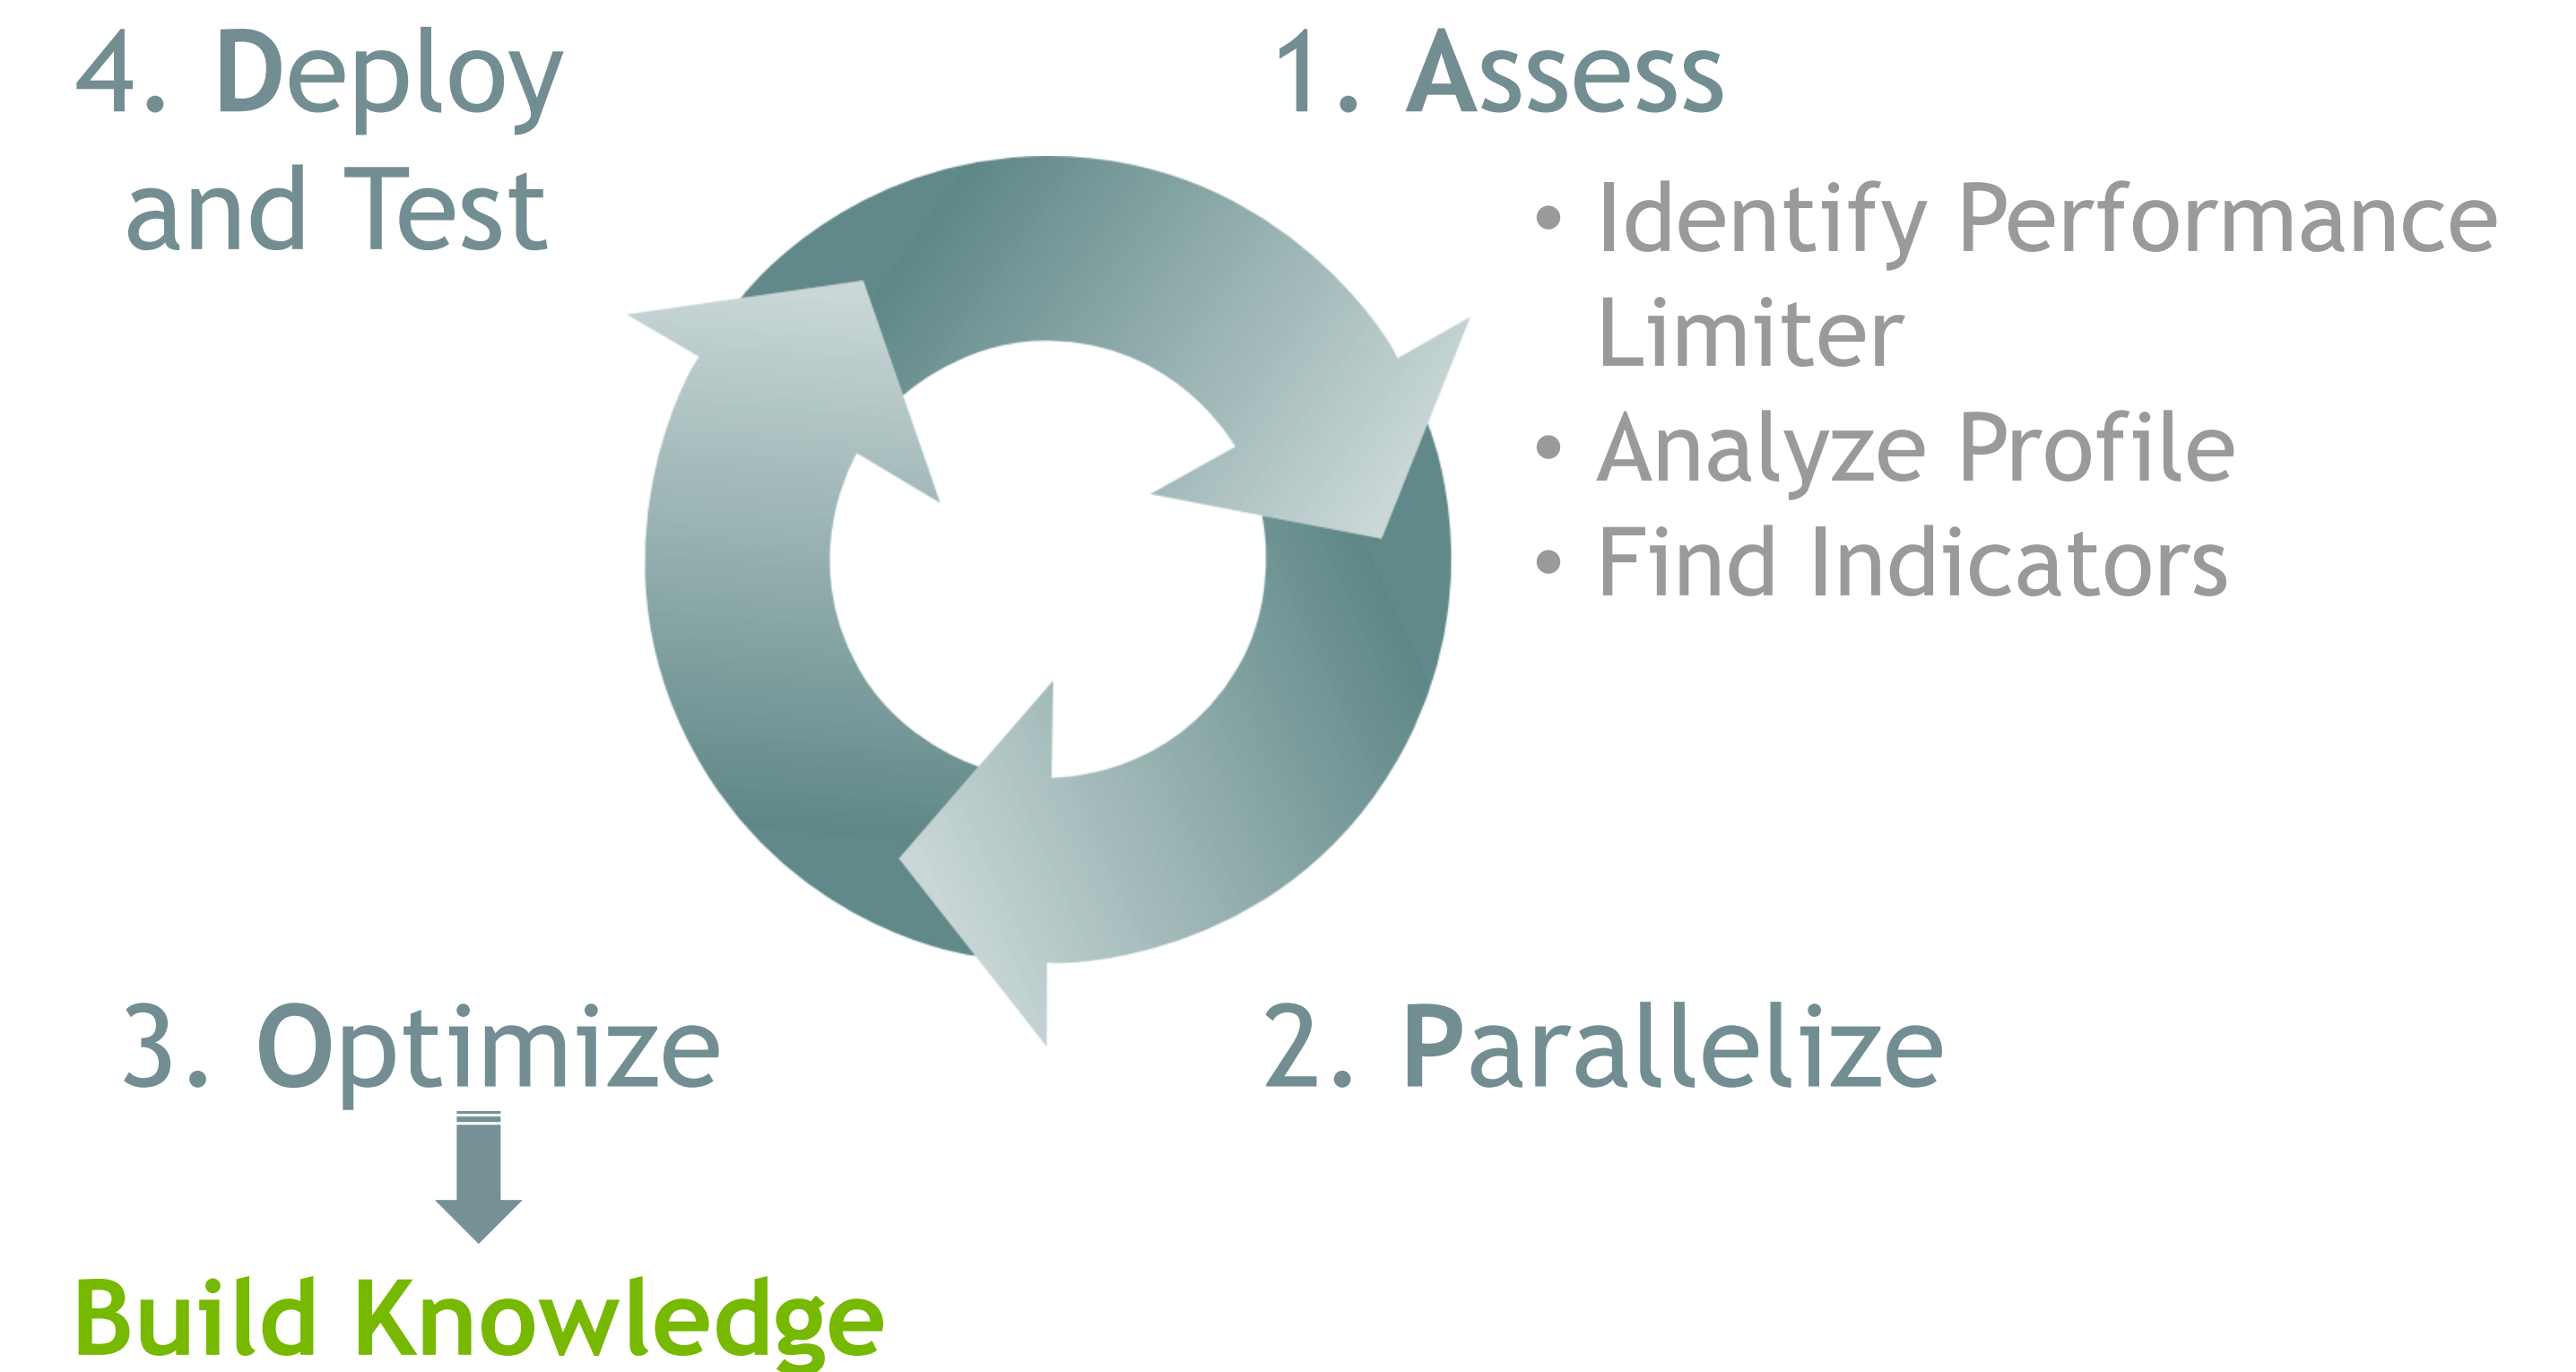 4. Deploy
and Test
1. Assess
• Identify Performance
Limiter
• Analyze Profile
• Find Indicators
2. Parallelize
3. Optimize
Build Knowledge